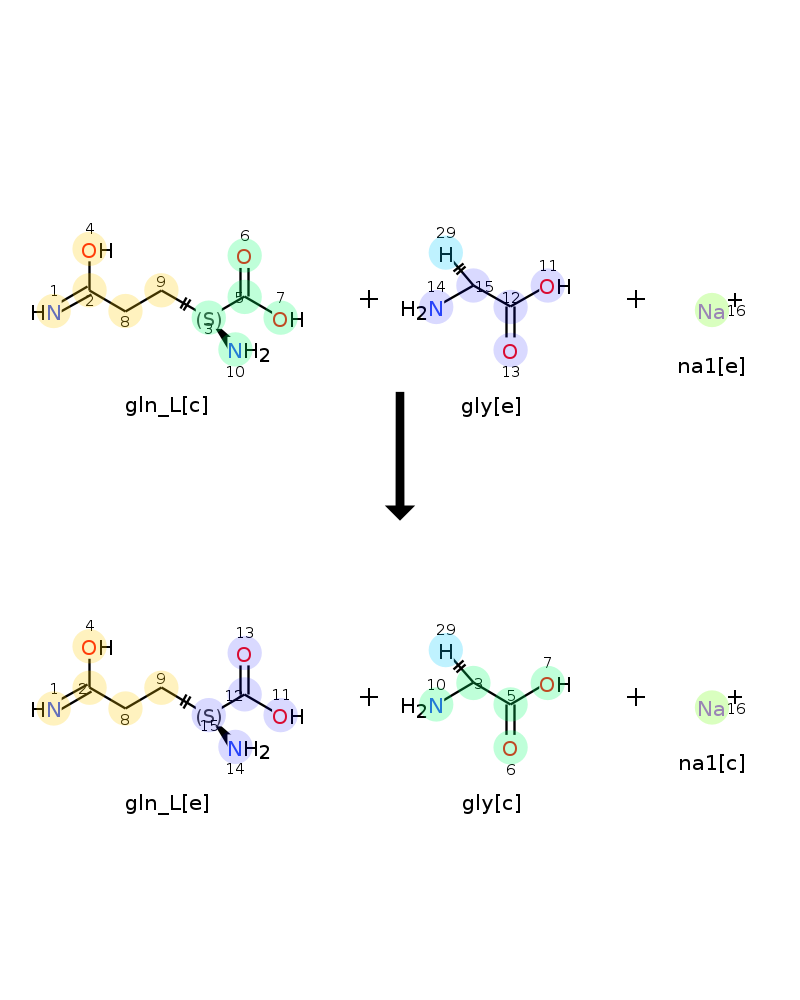 4
OH
1
HN
2
8
9
(S)
3
6
O
5
7
OH
NH2
10
+
29
H
14
H2N
15
12
11
OH
O
13
+
Na+
16
gln_L[c]
gly[e]
na1[e]
4
OH
1
HN
2
8
9
(S)
15
13
O
12
11
OH
NH2
14
+
29
H
10
H2N
3
5
7
OH
O
6
+
Na+
16
gln_L[e]
gly[c]
na1[c]